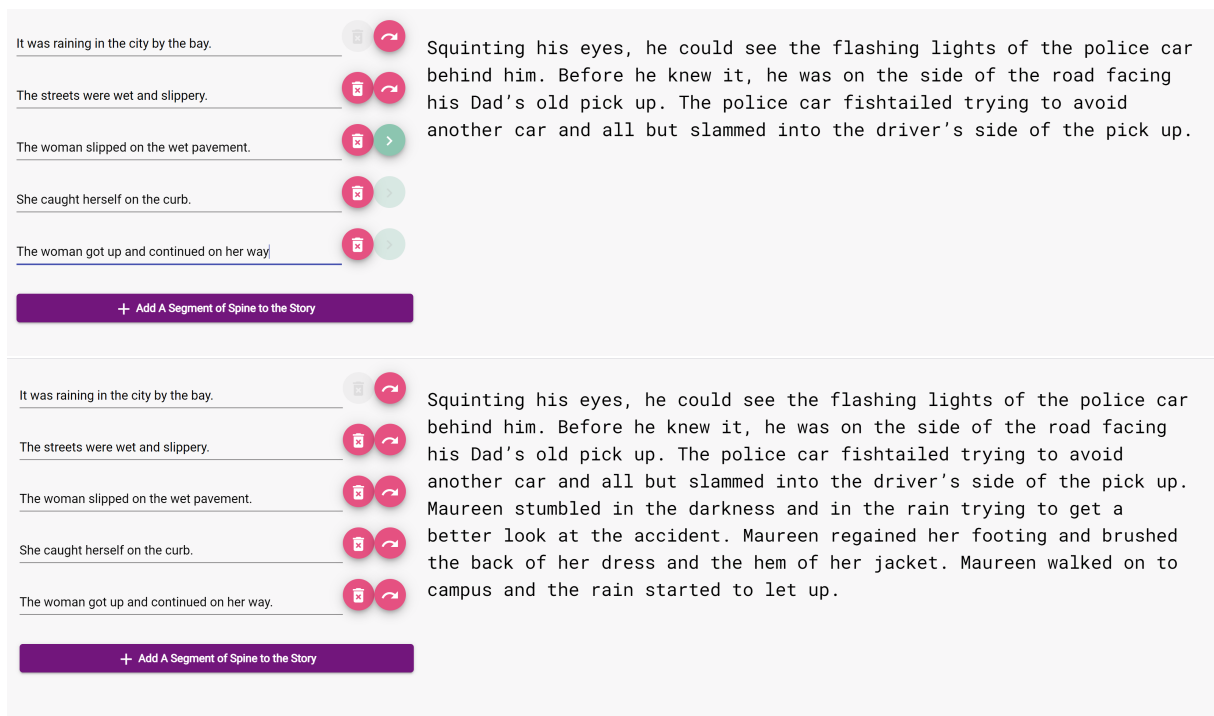 It was raining in the city by the bay.
The streets were wet and slippery.
The woman slipped on the wet pavement.
She caught herself on the curb.
The woman got up and continued on her way
Add A Segment of Spine to the Story
Squinting his eyes, he could see the flashing lights of the police car
behind him. Before he knew it, he was on the side of the road facing
his Dad’s old pick up. The police car fishtailed trying to avoid
another car and all but slammed into the driver’s side of the pick up.
It was raining in the city by the bay.
The streets were wet and slippery.
The woman slipped on the wet pavement.
She caught herself on the curb.
The woman got up and continued on her way.
Add A Segment of Spine to the Story
Squinting his eyes, he could see the flashing lights of the police car
behind him. Before he knew it, he was on the side of the road facing
his Dad’s old pick up. The police car fishtailed trying to avoid
another car and all but slammed into the driver’s side of the pick up.
Maureen stumbled in the darkness and in the rain trying to get a
better look at the accident. Maureen regained her footing and brushed
the back of her dress and the hem of her jacket. Maureen walked on to
campus and the rain started to let up.